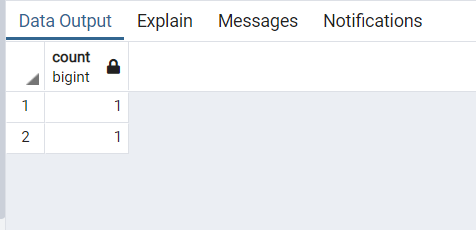 Data Output Explain Messages Notifications
count
bigint
1 1
2 1